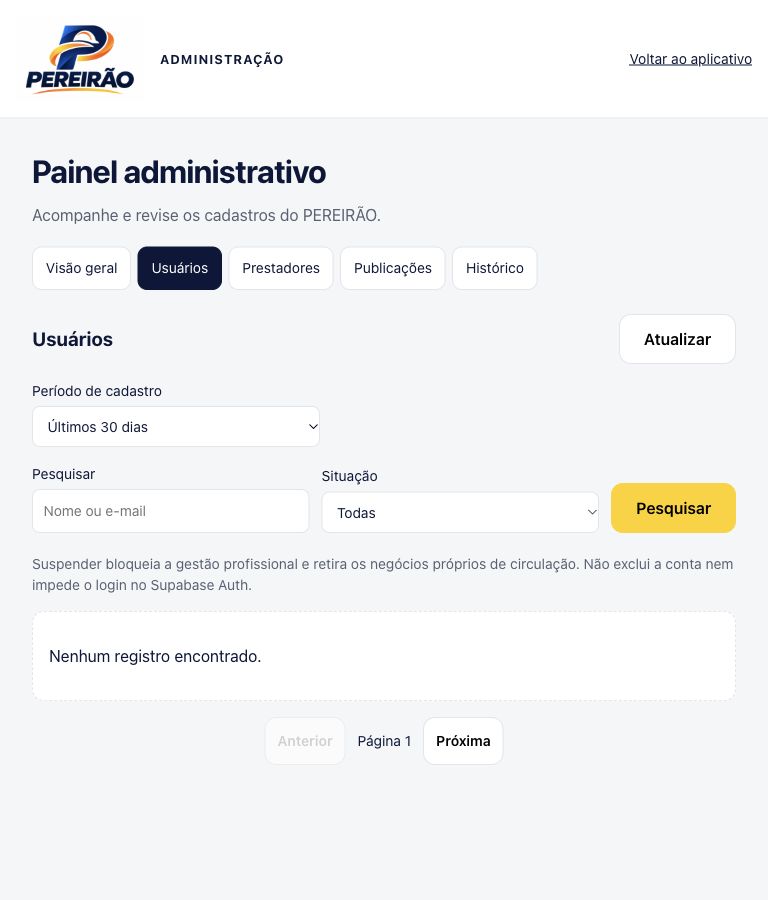 PEREIRÃO
ADMINISTRAÇÃO
Voltar ao aplicativo
Painel administrativo
Acompanhe e revise os cadastros do PEREIRÃO.
Visão geral
Usuários
Prestadores
Publicações
Histórico
Usuários
Atualizar
Período de cadastro
Últimos 30 dias
Pesquisar
Situação
Nome ou e-mail
Todas
Pesquisar
Suspender bloqueia a gestão profissional e retira os negócios próprios de circulação. Não exclui a conta nem
impede o login no Supabase Auth.
Nenhum registro encontrado.
Anterior
Página 1
Próxima